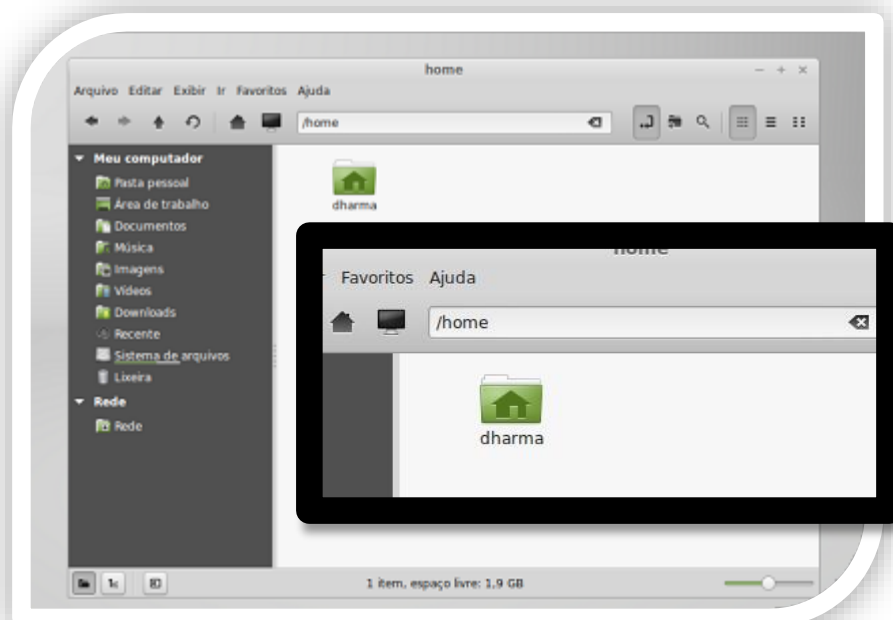 home
Arquivo Editar Exibir Ir Favoritos Ajuda
/home
Meu computador
Pasta pessoal
Área de trabalho
Documentos
Música
Imagens
Vídeos
Downloads
Recente
Sistema de arquivos
Lixeira
Rede
Rede
dharma
1 item, espaço livre: 1,9 GB
home
Favoritos Ajuda
/home
dharma